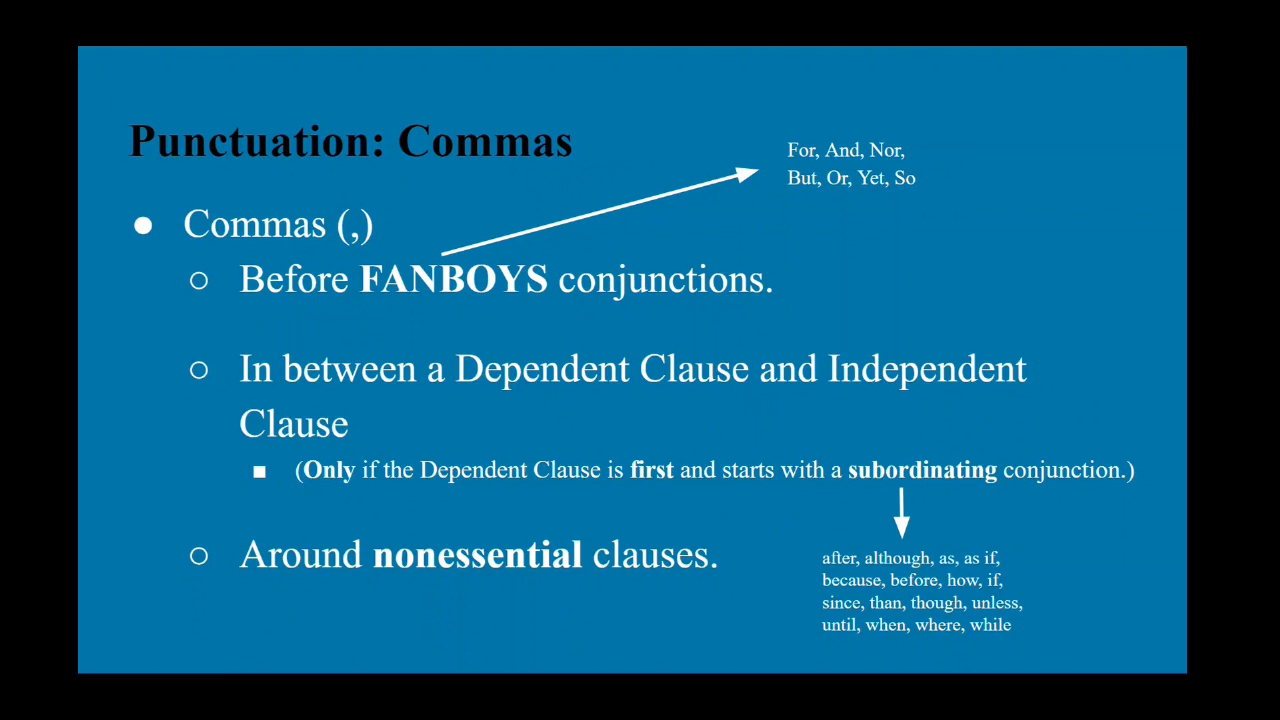 Punctuation: Commas
For, And, Nor,
But, Or, Yet, So
● Commas (,)
○ Before FANBOYS conjunctions.
○ In between a Dependent Clause and Independent
Clause
■ (Only if the Dependent Clause is first and starts with a subordinating conjunction.)
○ Around nonessential clauses.
after, although, as, as if,
because, before, how, if,
since, than, though, unless,
until, when, where, while